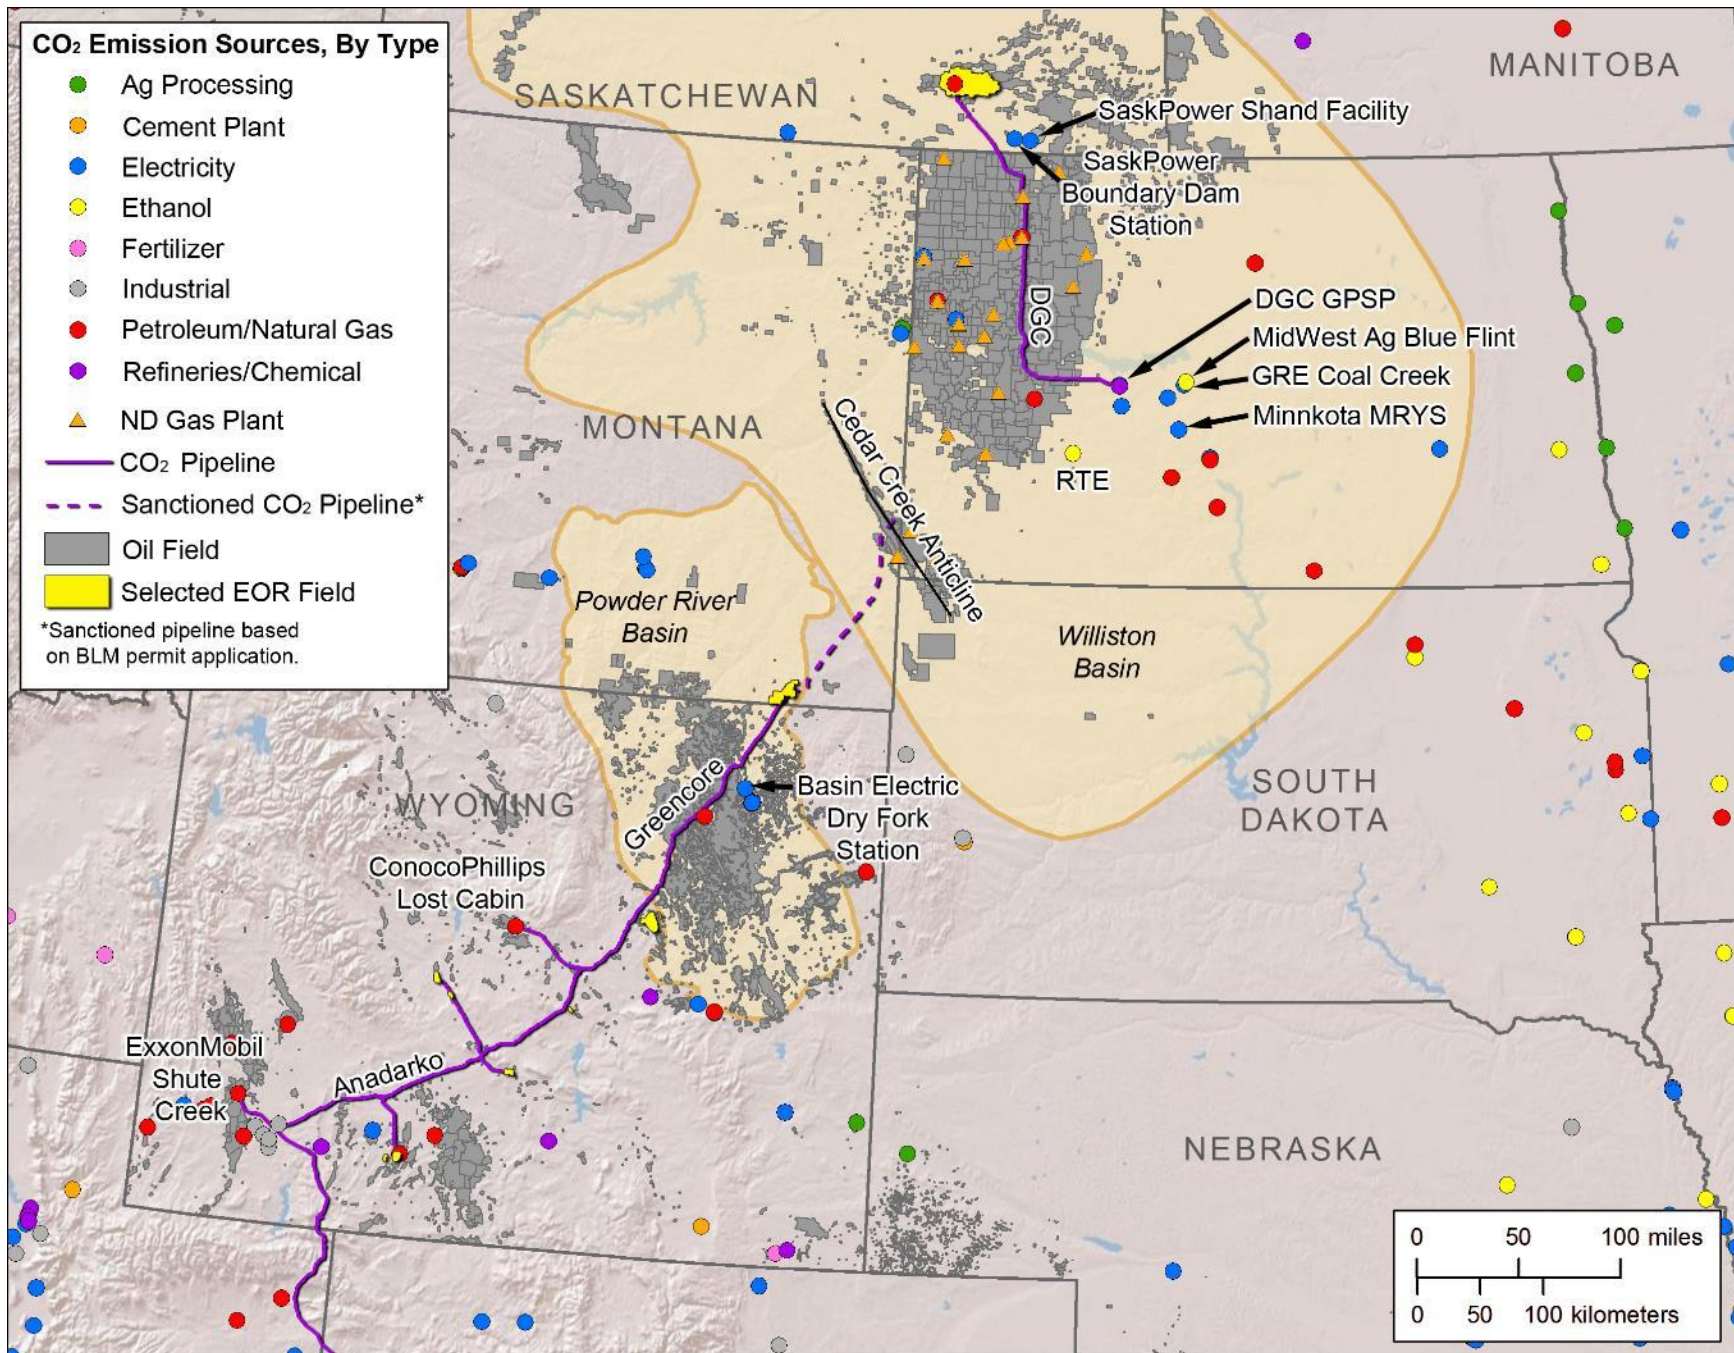 CO₂ Emission Sources, By Type
Ag Processing
Cement Plant
Electricity
Ethanol
Fertilizer
Industrial
Petroleum/Natural Gas
Refineries/Chemical
ND Gas Plant
CO₂ Pipeline
Sanctioned CO₂ Pipeline*
Oil Field
Selected EOR Field
*Sanctioned pipeline based
on BLM permit application.
SASKATCHEWAN
MANITOBA
SaskPower Shand Facility
SaskPower
Boundary Dam
Station
DGC
DGC GPSP
MidWest Ag Blue Flint
GRE Coal Creek
Minnkota MRYS
RTE
MONTANA
Cedar Creek Anticline
Powder River
Basin
Williston
Basin
WYOMING
Greencore
Basin Electric
Dry Fork
Station
SOUTH
DAKOTA
ConocoPhillips
Lost Cabin
ExxonMobil
Shute
Creek
Anadarko
NEBRASKA
0 50 100 miles
0 50 100 kilometers